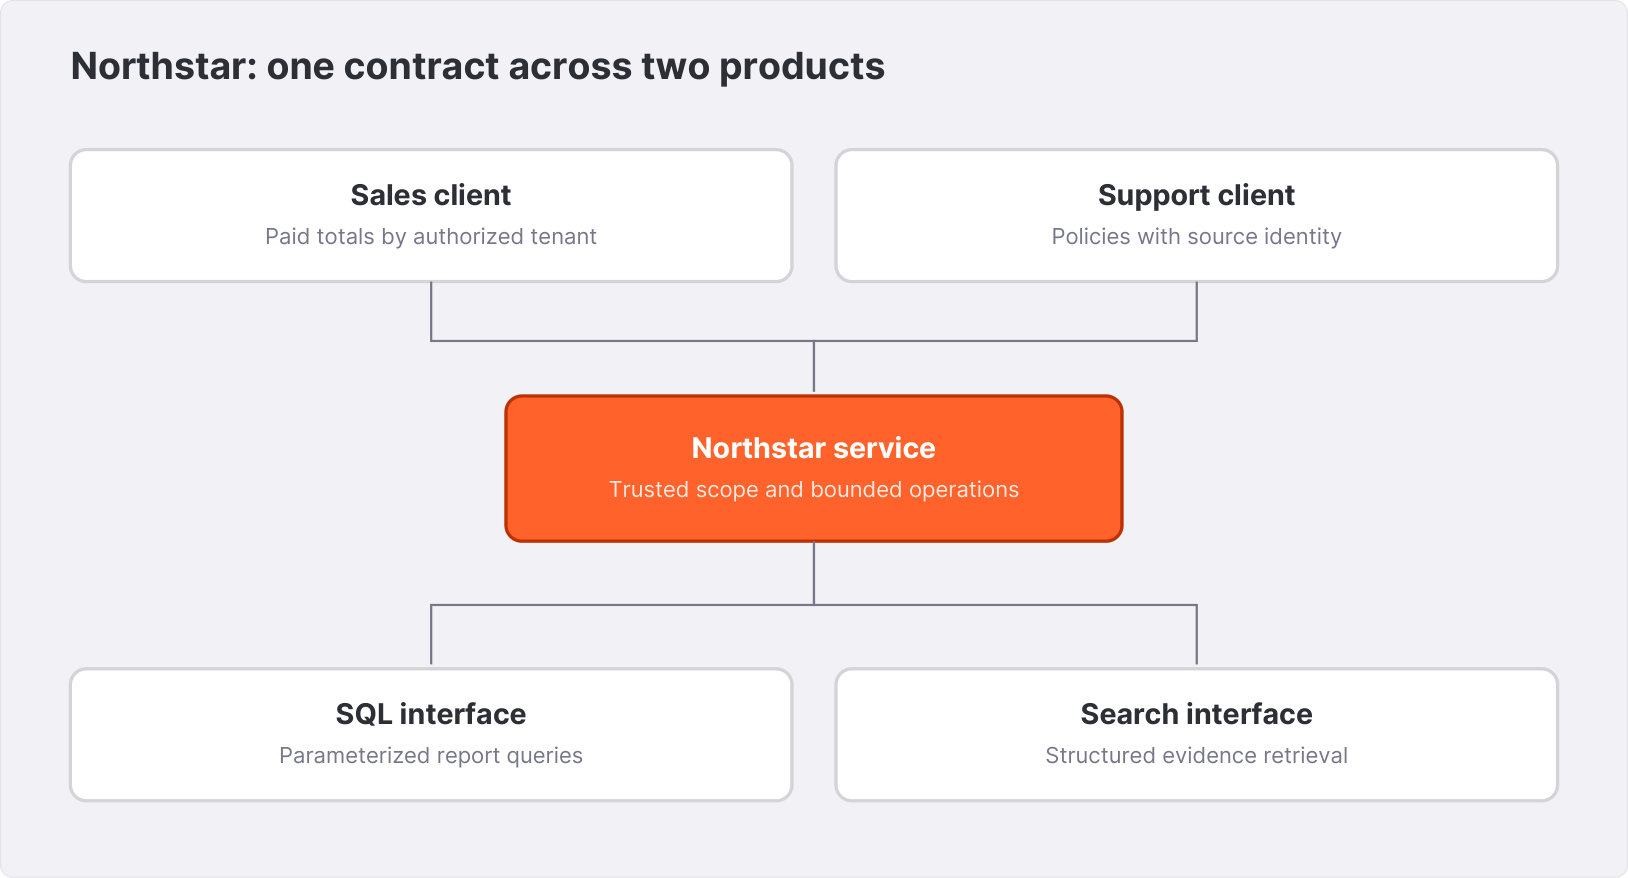 Northstar: one contract across two products
Sales client
Paid totals by authorized tenant
Support client
Policies with source identity
Northstar service
Trusted scope and bounded operations
SQL interface
Parameterized report queries
Search interface
Structured evidence retrieval